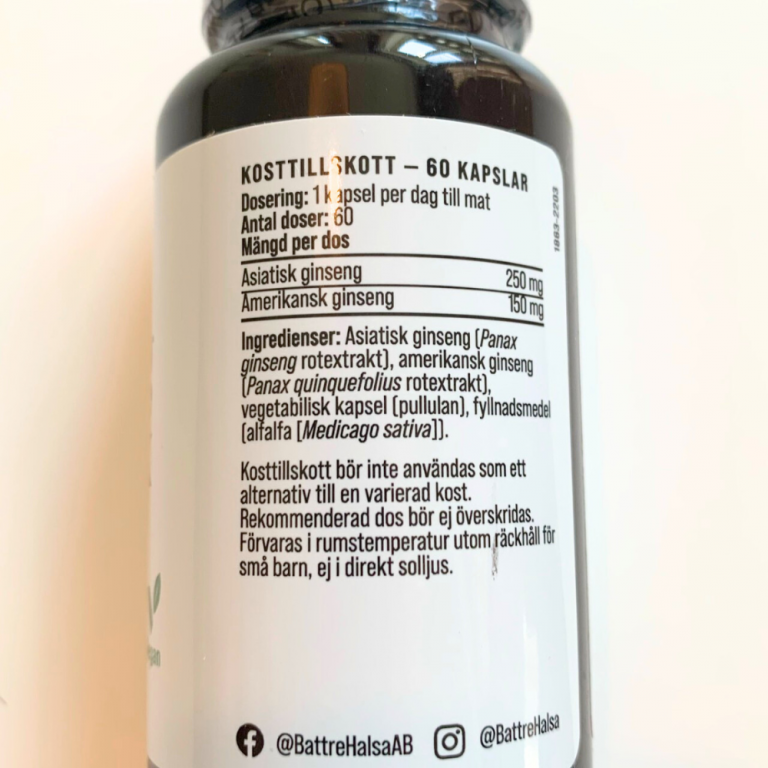 KOSTTILLSKOTT – 60 KAPSLAR
Dosering: 1 kapsel per dag till mat
Antal doser: 60
Mängd per dos
Asiatisk ginseng 250 mg
Amerikansk ginseng 150 mg
Ingredienser: Asiatisk ginseng (Panax
ginseng rotextrakt), amerikansk ginseng
(Panax quinquefolius rotextrakt),
vegetabilisk kapsel (pullulan), fyllnadsmedel
(alfalfa [Medicago sativa]).
Kosttillskott bör inte användas som ett
alternativ till en varierad kost.
Rekommenderad dos bör ej överskridas.
Förvaras i rumstemperatur utom räckhåll för
små barn, ej i direkt solljus.
@BattreHalsaAB @BattreHalsa